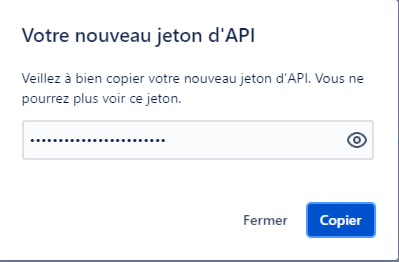 Votre nouveau jeton d'API
Veillez à bien copier votre nouveau jeton d'API. Vous ne
pourrez plus voir ce jeton.
••••••••••••••••••••••••
Fermer Copier